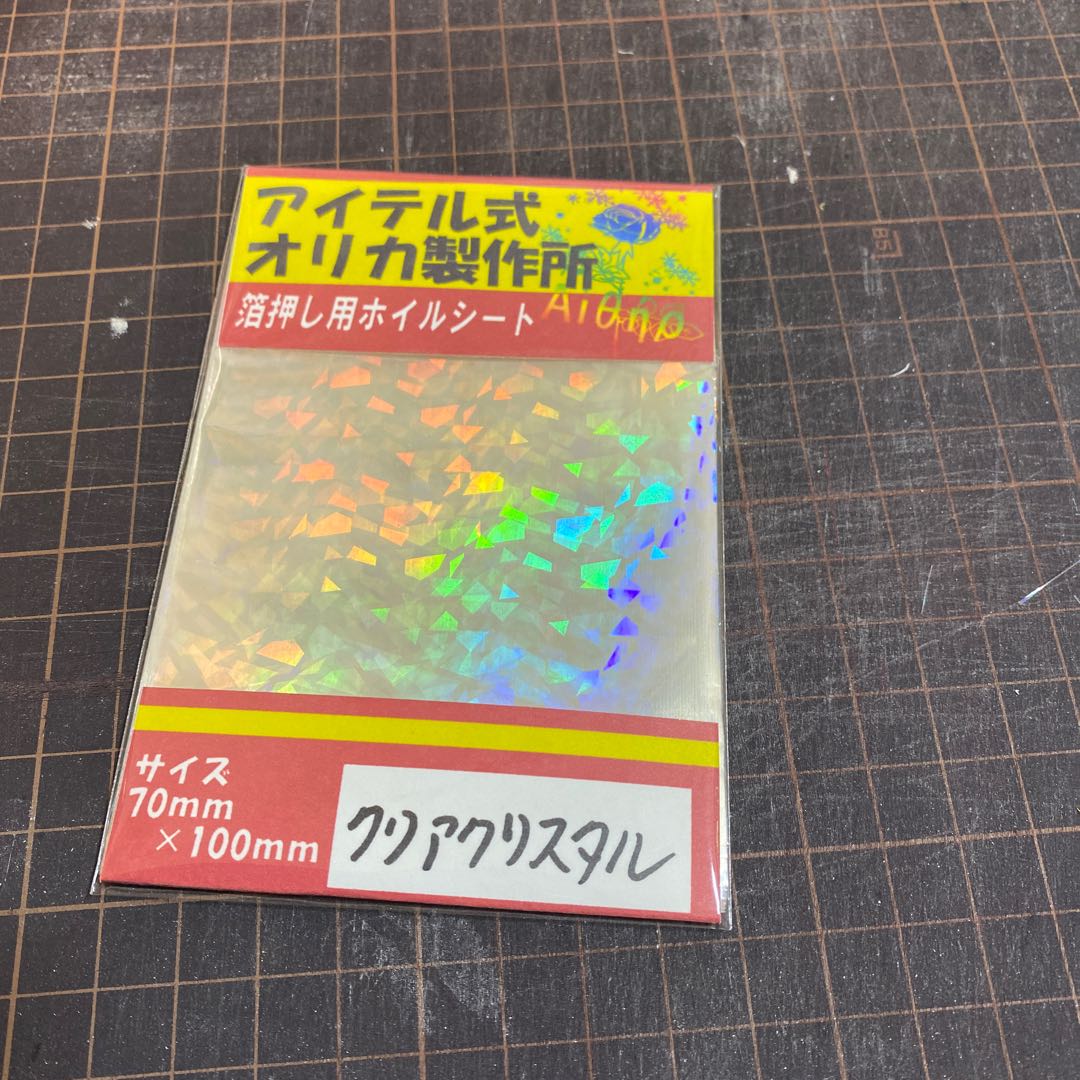 アイテル式
オリカ製作所
箔押し用ホイルシート
サイズ
70mm
×100mm
クリアクリスタル
B5